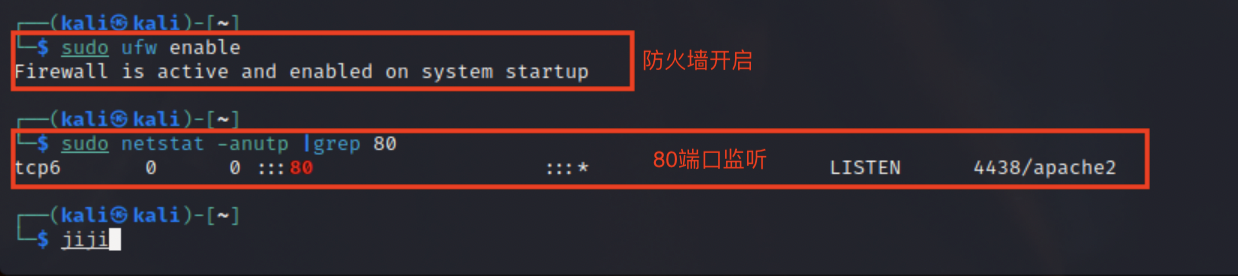 ┌──(kali㉿kali)-[~]
└─$ sudo ufw enable
Firewall is active and enabled on system startup
防火墙开启
┌──(kali㉿kali)-[~]
└─$ sudo netstat -anutp |grep 80
tcp6       0      0 :::80                   :::*                    LISTEN      4438/apache2
80端口监听
┌──(kali㉿kali)-[~]
└─$ jiji